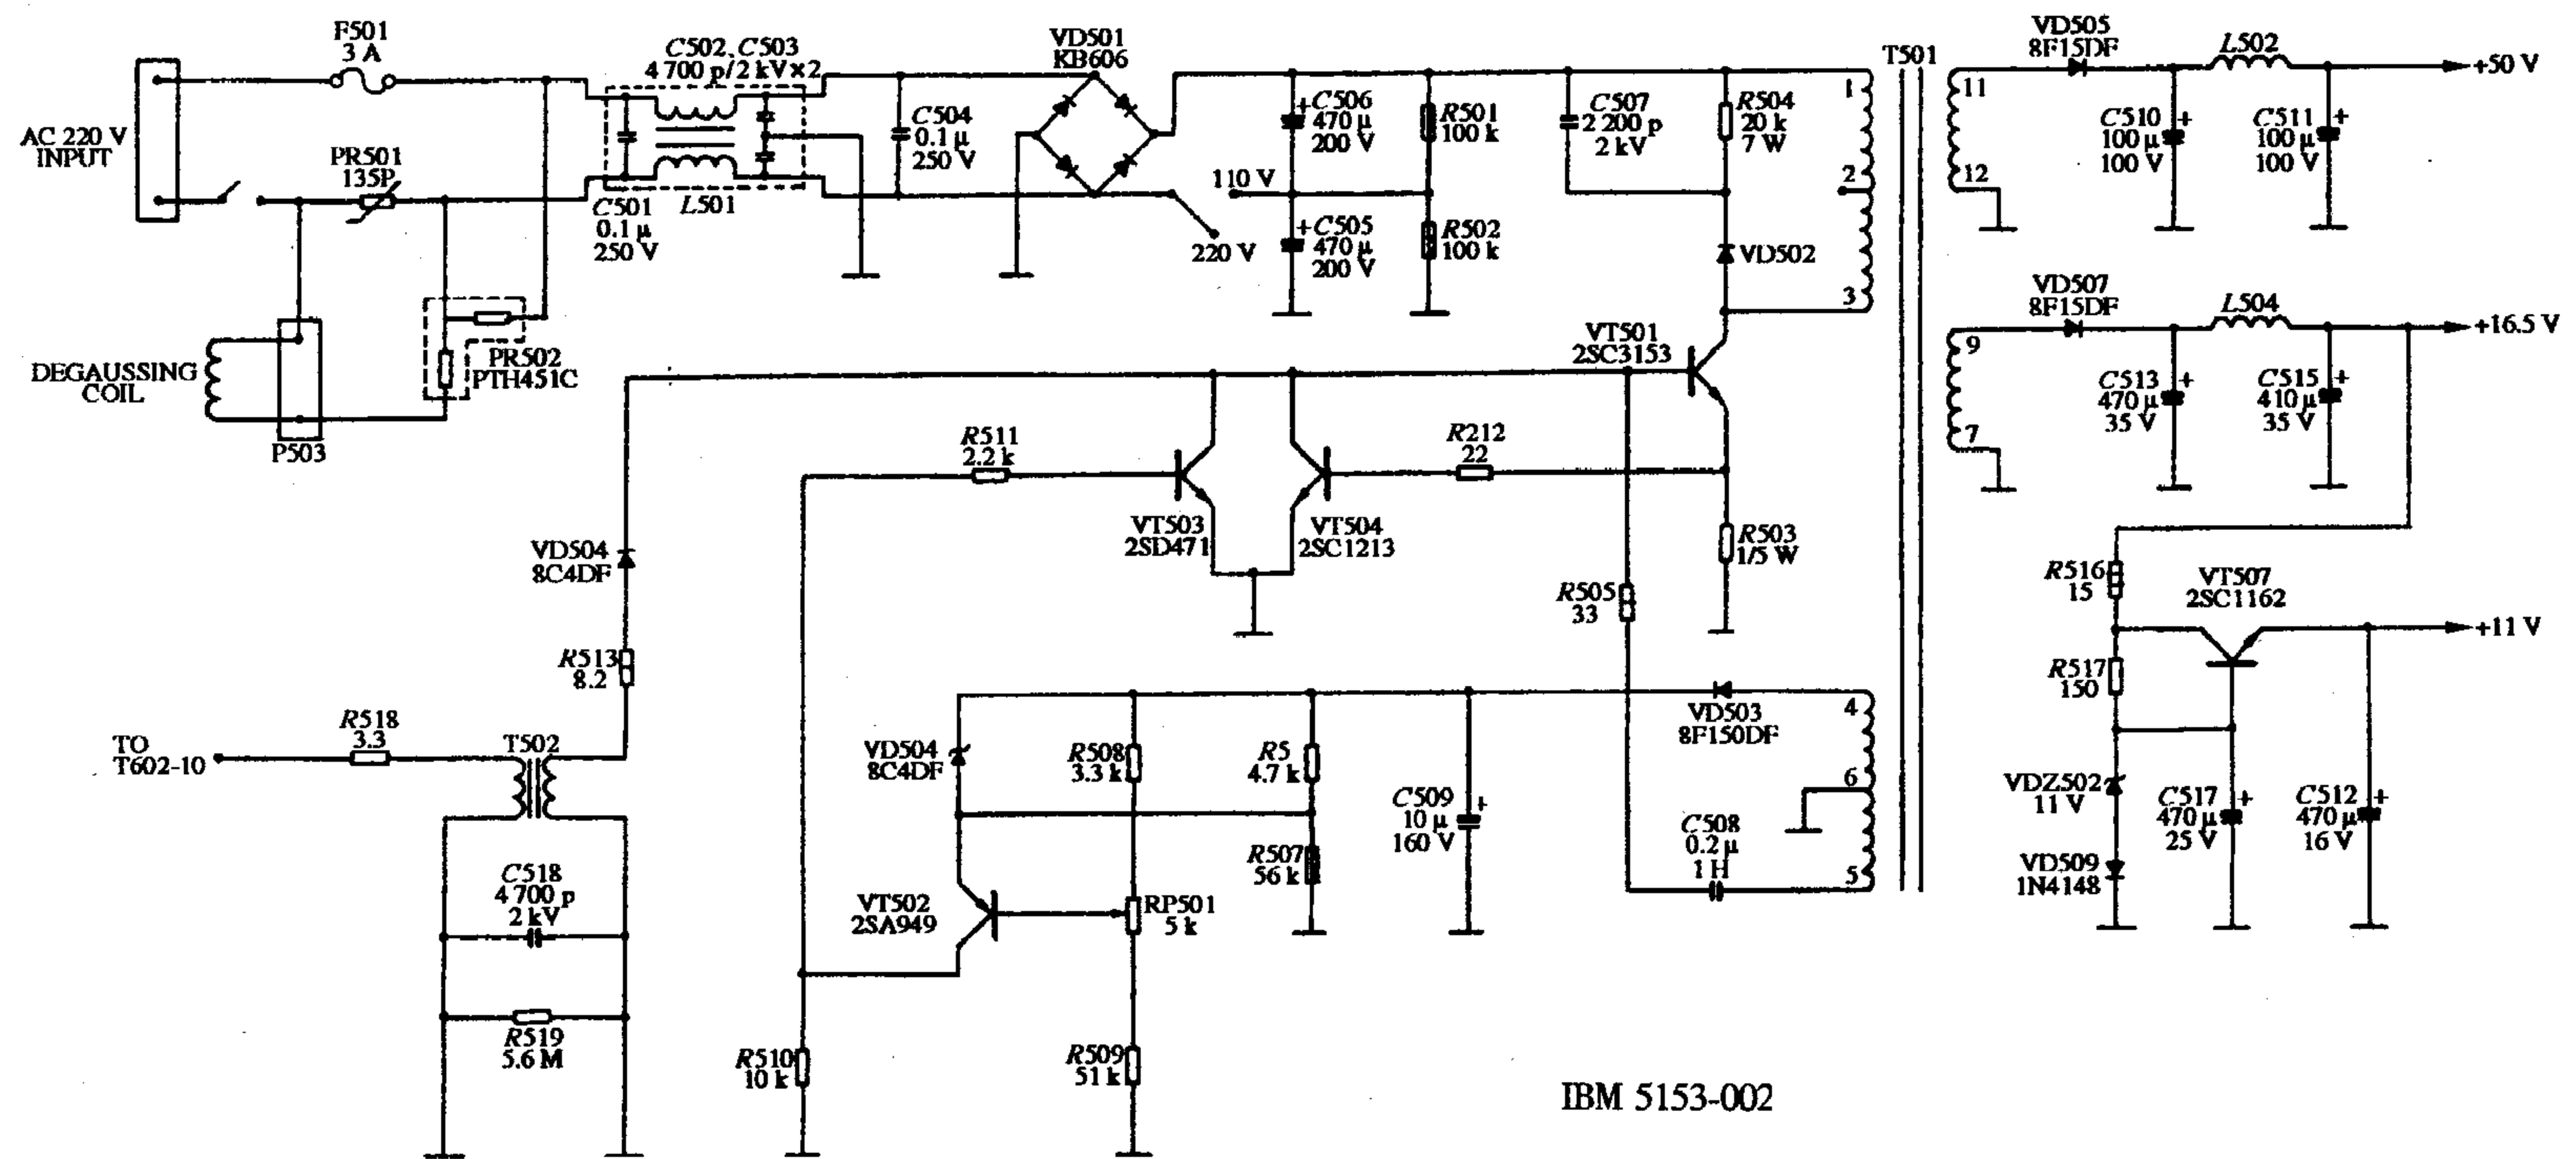 F501
3 A
AC 220 V
INPUT
PR501
135P
C502, C503
4 700 p/2 kV×2
C501
0.1 μ
250 V
L501
C504
0.1 μ
250 V
VD501
KB606
110 V
220 V
C506
470 μ
200 V
R501
100 k
C505
470 μ
200 V
R502
100 k
C507
2 200 p
2 kV
R504
20 k
7 W
VD502
T501
1
2
3
11
12
VD505
8F15DF
L502
+50 V
C510
100 μ
100 V
C511
100 μ
100 V
DEGAUSSING
COIL
P503
PR502
PTH451C
VT501
2SC3153
VD507
8F15DF
L504
+16.5 V
9
7
C513
470 μ
35 V
C515
410 μ
35 V
R511
2.2 k
R212
22
VT503
2SD471
VT504
2SC1213
R503
1/5 W
VD504
8C4DF
R505
33
R516
15
VT507
2SC1162
+11 V
R513
8.2
R517
150
TO
T602-10
R518
3.3
T502
VD504
8C4DF
R508
3.3 k
R5
4.7 k
C509
10 μ
160 V
VD503
8F150DF
4
6
5
C508
0.2 μ
1 H
VDZ502
11 V
C517
470 μ
25 V
C512
470 μ
16 V
VD509
1N4148
C518
4 700 p
2 kV
R507
56 k
VT502
2SA949
RP501
5 k
R519
5.6 M
R510
10 k
R509
51 k
IBM 5153-002